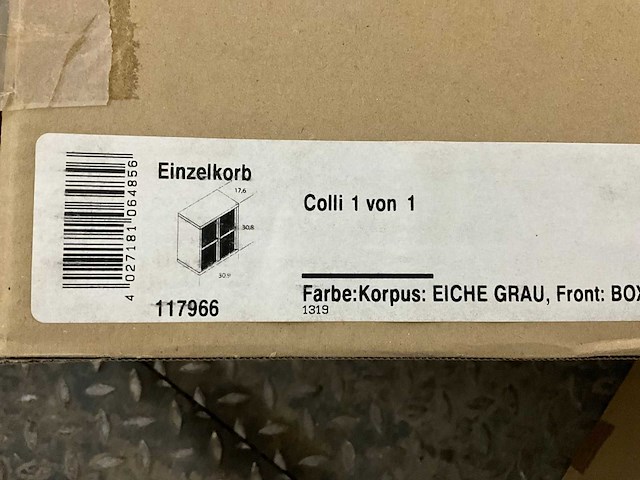 Einzelkorb
17,6
30,8
30,9
4 027181 064856
117966
Colli 1 von 1
Farbe:Korpus: EICHE GRAU, Front: BOX
1319